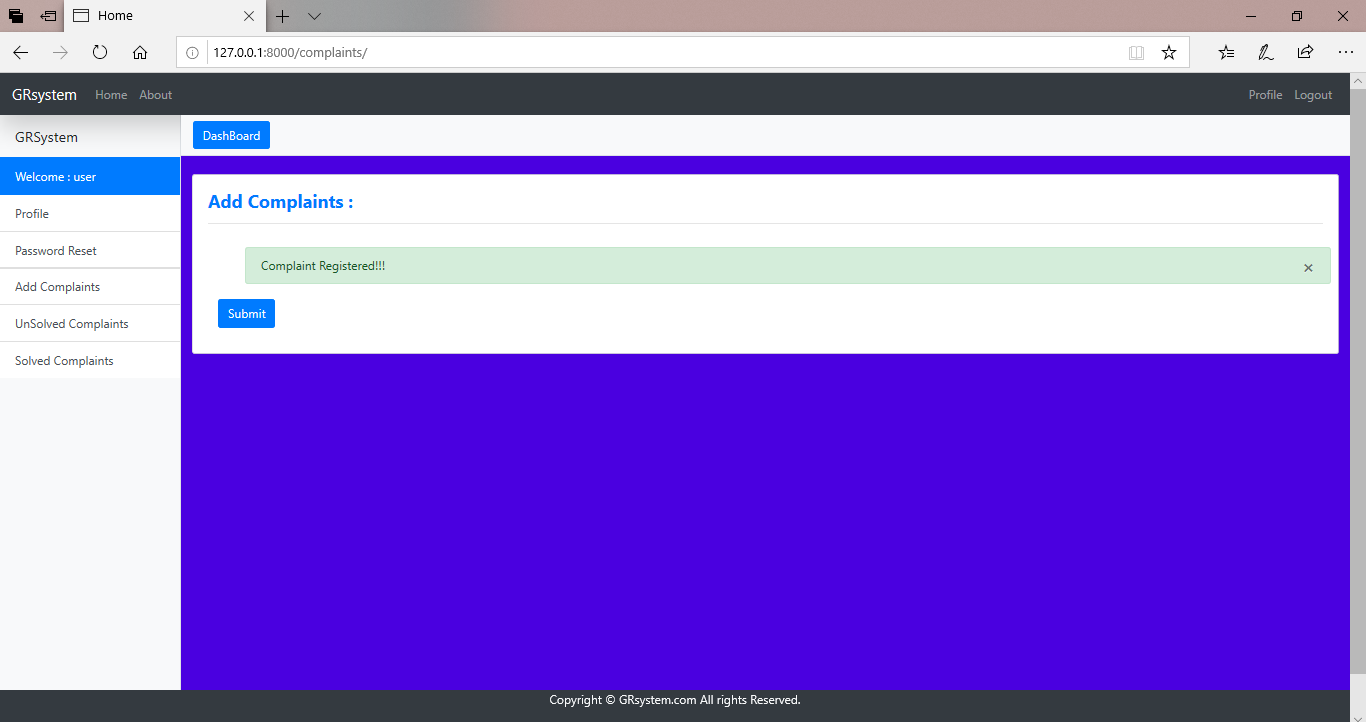 Home
127.0.0.1:8000/complaints/
GRsystem Home About Profile Logout
GRSystem
DashBoard
Welcome : user
Profile
Password Reset
Add Complaints
UnSolved Complaints
Solved Complaints
Add Complaints :
Complaint Registered!!! ×
Submit
Copyright © GRsystem.com All rights Reserved.